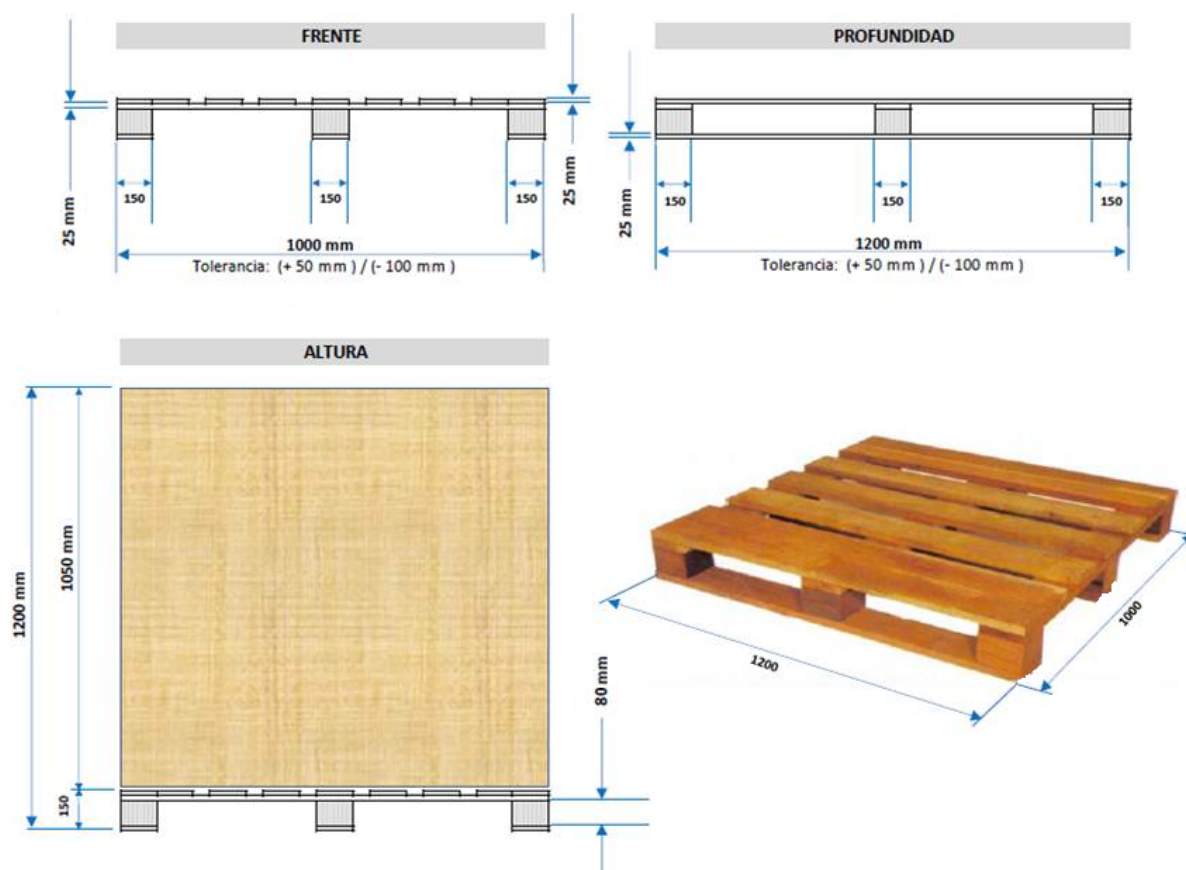 FRENTE
25 mm
150
150
150
25 mm
1000 mm
Tolerancia: (+ 50 mm ) / (- 100 mm )
PROFUNDIDAD
25 mm
150
150
150
1200 mm
Tolerancia: (+ 50 mm ) / (- 100 mm )
ALTURA
1200 mm
1050 mm
150
80 mm
1200
1000